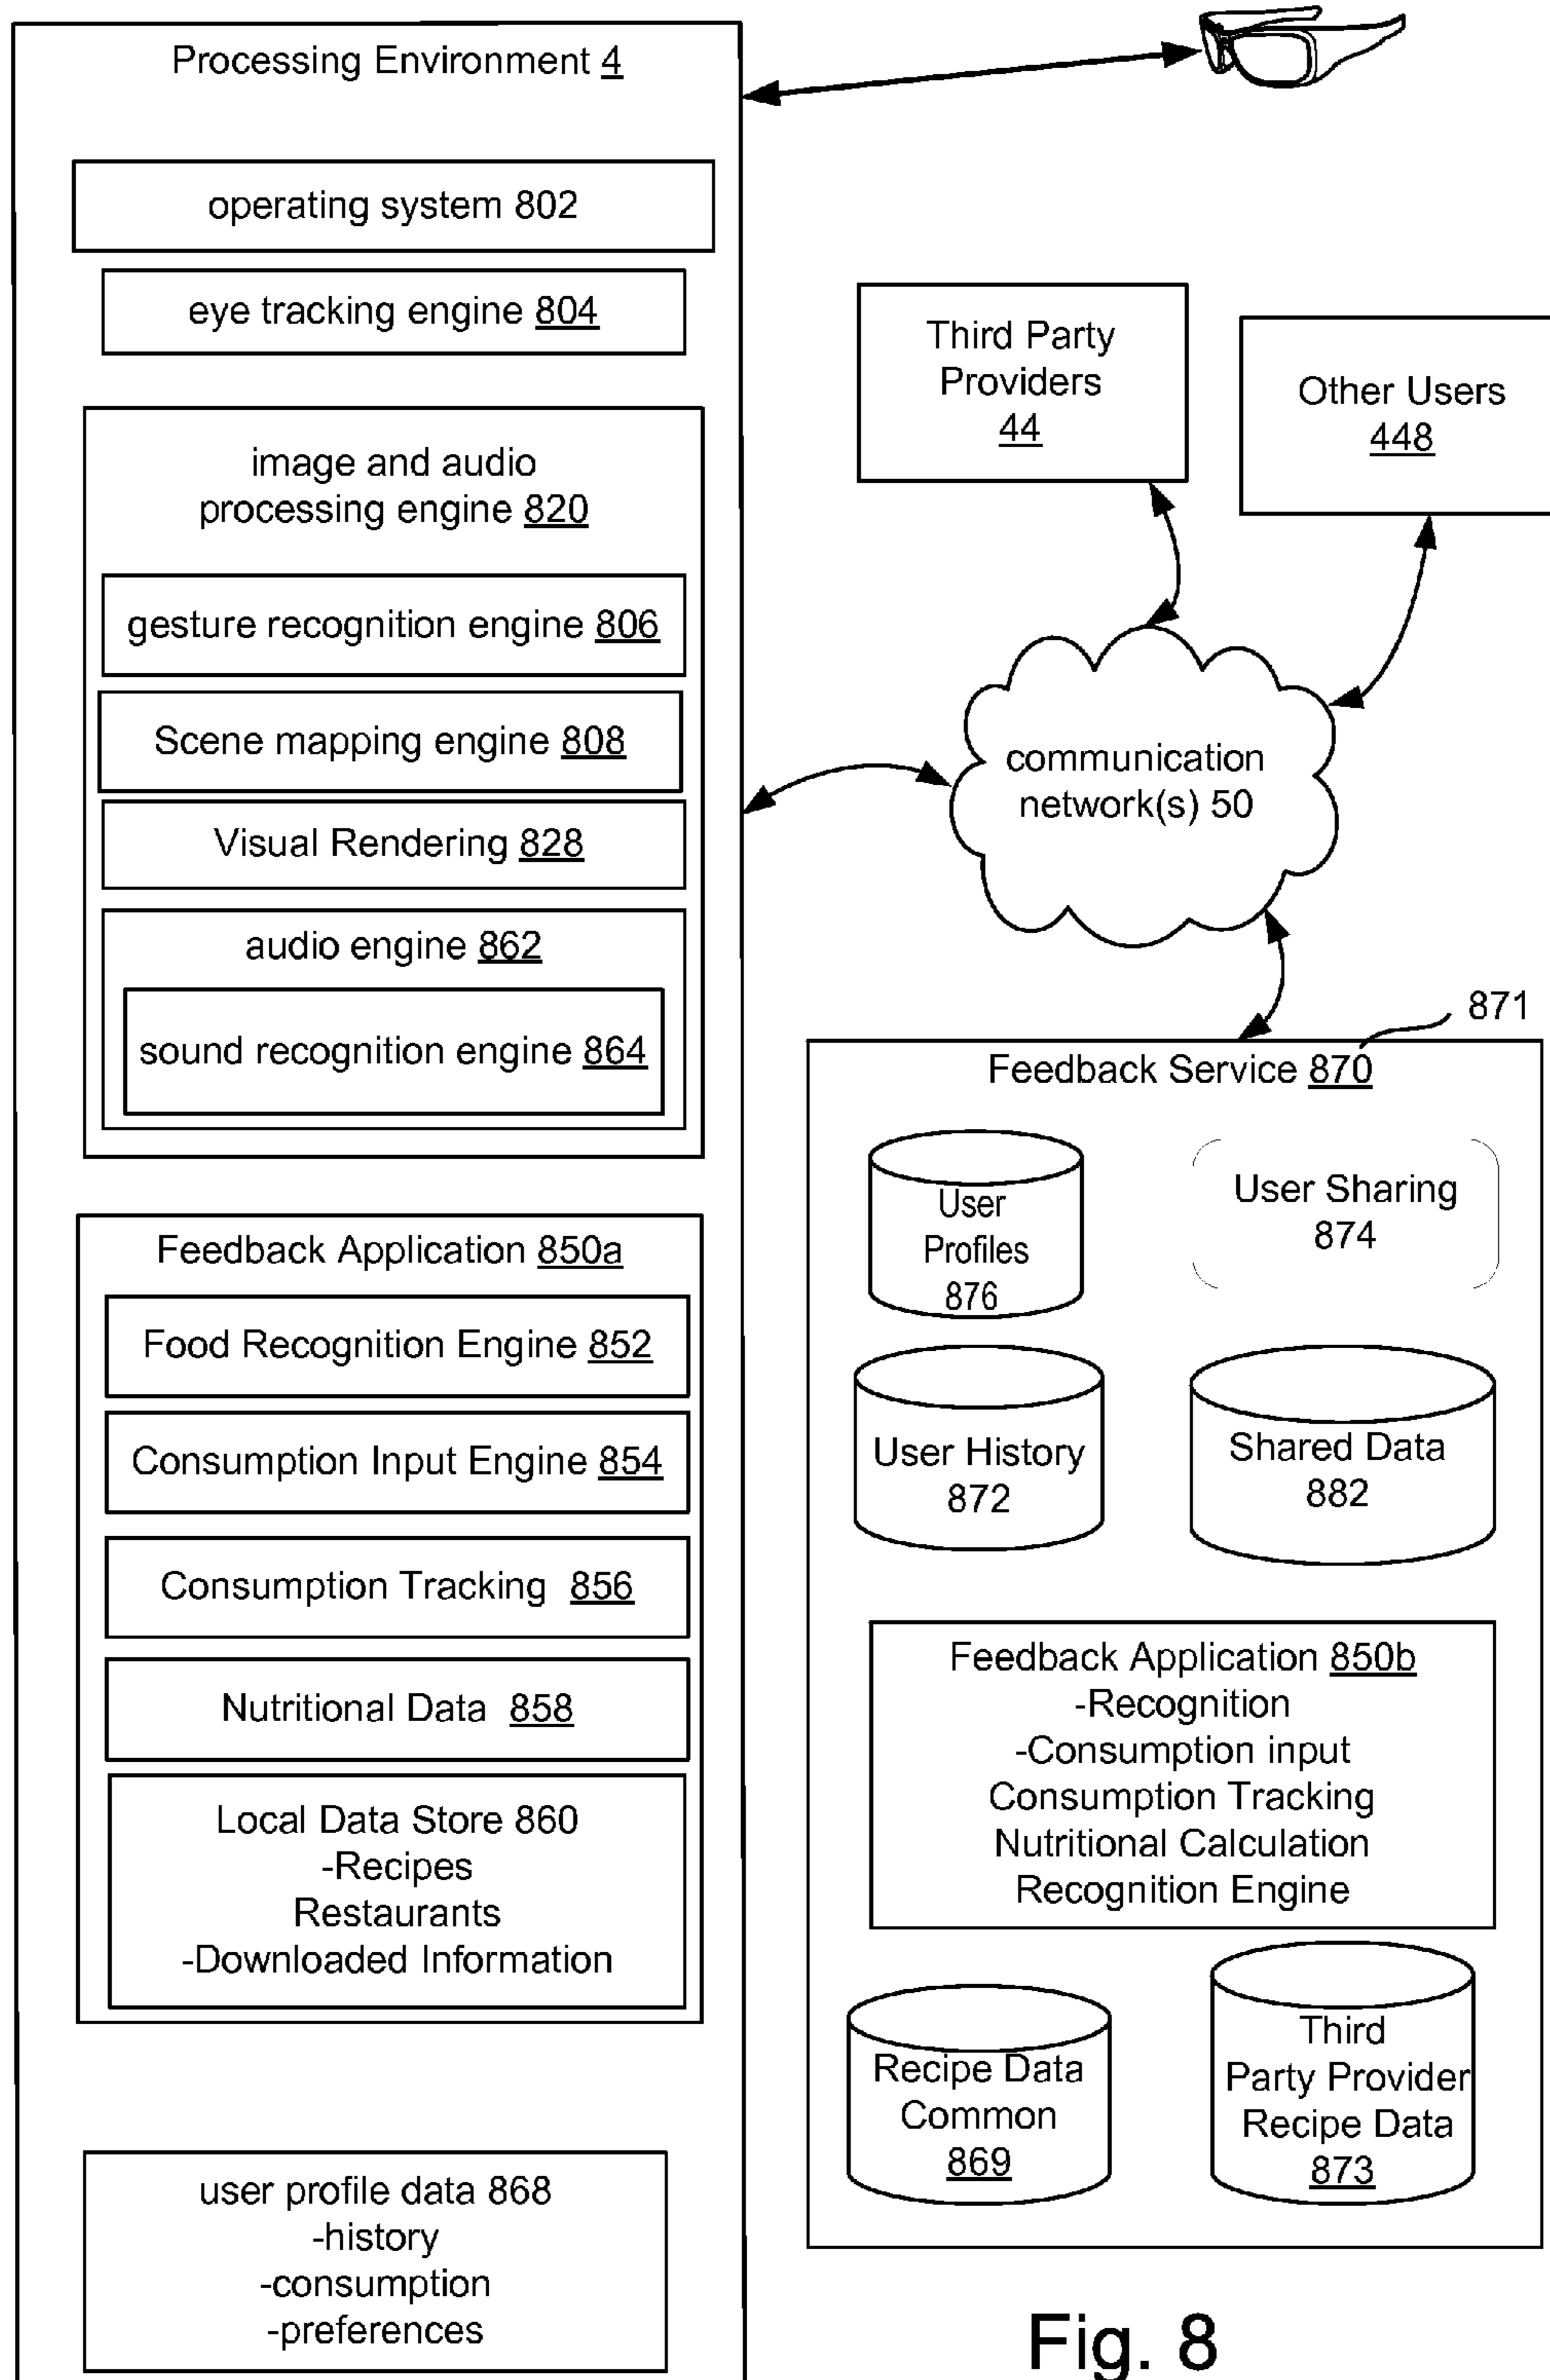 Processing Environment 4
operating system 802
eye tracking engine 804
image and audio
processing engine 820
gesture recognition engine 806
Scene mapping engine 808
Visual Rendering 828
audio engine 862
sound recognition engine 864
Feedback Application 850a
Food Recognition Engine 852
Consumption Input Engine 854
Consumption Tracking 856
Nutritional Data 858
Local Data Store 860
-Recipes
Restaurants
-Downloaded Information
user profile data 868
-history
-consumption
-preferences
Third Party
Providers
44
Other Users
448
communication
network(s) 50
871
Feedback Service 870
User
Profiles
876
User Sharing
874
User History
872
Shared Data
882
Feedback Application 850b
-Recognition
-Consumption input
Consumption Tracking
Nutritional Calculation
Recognition Engine
Recipe Data
Common
869
Third
Party Provider
Recipe Data
873
Fig. 8